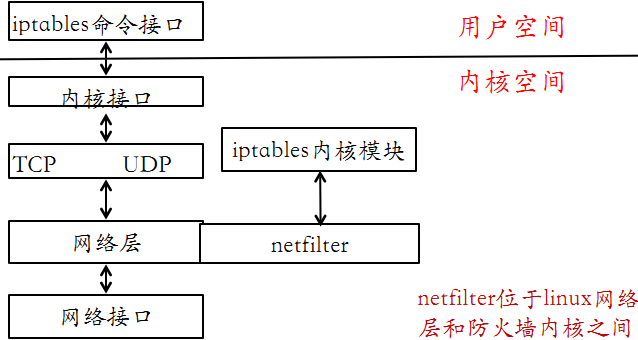 iptables命令接口
用户空间
内核空间
内核接口
TCP UDP
iptables内核模块
网络层
netfilter
网络接口
netfilter位于linux网络
层和防火墙内核之间